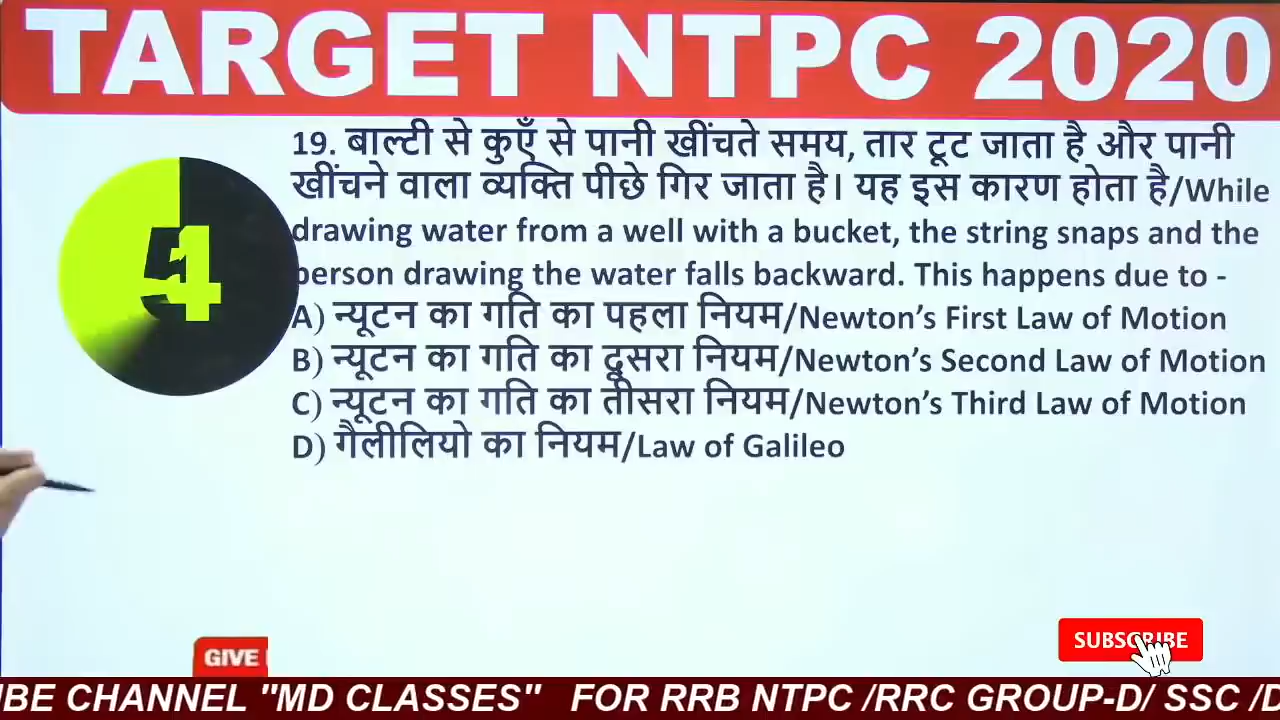 TARGET NTPC 2020
19. बाल्टी से कुएँ से पानी खींचते समय, तार टूट जाता है और पानी
खींचने वाला व्यक्ति पीछे गिर जाता है। यह इस कारण होता है/While
drawing water from a well with a bucket, the string snaps and the
person drawing the water falls backward. This happens due to -
A) न्यूटन का गति का पहला नियम/Newton's First Law of Motion
B) न्यूटन का गति का दूसरा नियम/Newton's Second Law of Motion
C) न्यूटन का गति का तीसरा नियम/Newton's Third Law of Motion
D) गैलीलियो का नियम/Law of Galileo
GIVE
SUBSCRIBE
BE CHANNEL "MD CLASSES" FOR RRB NTPC /RRC GROUP-D/ SSC /D